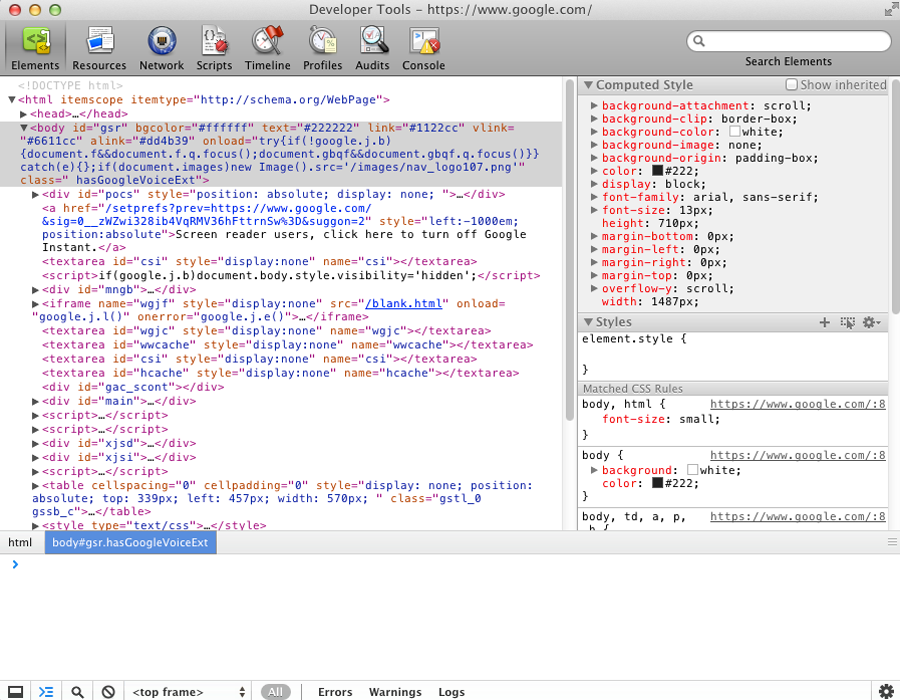 Developer Tools - https://www.google.com/
Elements Resources Network Scripts Timeline Profiles Audits Console
Search Elements
<!DOCTYPE html>
▼<html itemscope itemtype="http://schema.org/WebPage">
▶<head>…</head>
▼<body id="gsr" bgcolor="#ffffff" text="#222222" link="#1122cc" vlink=
"#6611cc" alink="#dd4b39" onload="try{if(!google.j.b)
{document.f&&document.f.q.focus();document.gbqf&&document.gbqf.q.focus()}}
catch(e){};if(document.images)new Image().src='/images/nav_logo107.png'"
class=" hasGoogleVoiceExt">
▶<div id="pocs" style="position: absolute; display: none; ">…</div>
<a href="/setprefs?prev=https://www.google.com/
&sig=0__zWZwi328ib4VqRMV36hFttrnSw%3D&suggon=2" style="left:-1000em;
position:absolute">Screen reader users, click here to turn off Google
Instant.</a>
<textarea id="csi" style="display:none" name="csi"></textarea>
<script>if(google.j.b)document.body.style.visibility='hidden';</script>
▶<div id="mngb">…</div>
▶<iframe name="wgjf" style="display:none" src="/blank.html" onload=
"google.j.l()" onerror="google.j.e()">…</iframe>
<textarea id="wgjc" style="display:none" name="wgjc"></textarea>
<textarea id="wwcache" style="display:none" name="wwcache"></textarea>
<textarea id="csi" style="display:none" name="csi"></textarea>
<textarea id="hcache" style="display:none" name="hcache"></textarea>
<div id="gac_scont"></div>
▶<div id="main">…</div>
▶<script>…</script>
▶<script>…</script>
▶<div id="xjsd">…</div>
▶<div id="xjsi">…</div>
▶<script>…</script>
▶<table cellspacing="0" cellpadding="0" style="display: none; position:
absolute; top: 339px; left: 457px; width: 570px; " class="gstl_0
gssb_c">…</table>
▶<style type="text/css">…</style>
▼Computed Style Show inherited
▶background-attachment: scroll;
▶background-clip: border-box;
▶background-color: white;
▶background-image: none;
▶background-origin: padding-box;
▶color: #222;
▶display: block;
▶font-family: arial, sans-serif;
▶font-size: 13px;
height: 710px;
▶margin-bottom: 0px;
▶margin-left: 0px;
▶margin-right: 0px;
▶margin-top: 0px;
▶overflow-y: scroll;
width: 1487px;
▼Styles
element.style {
}
Matched CSS Rules
body, html { https://www.google.com/:8
font-size: small;
}
body { https://www.google.com/:8
▶background: white;
color: #222;
}
body, td, a, p, https://www.google.com/:8
html body#gsr.hasGoogleVoiceExt
>
<top frame> All Errors Warnings Logs